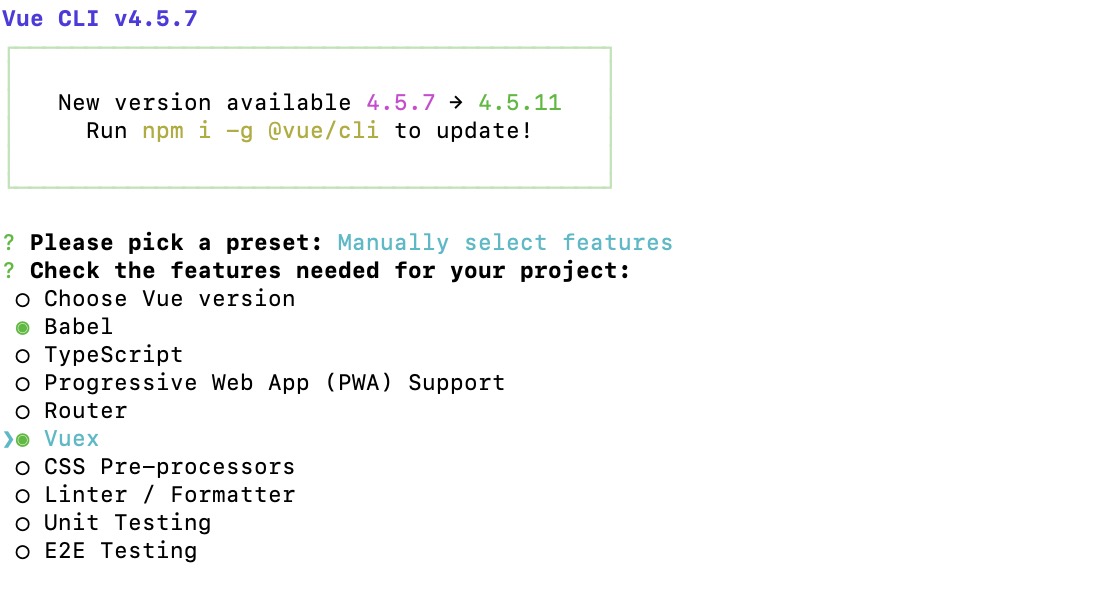 Vue CLI v4.5.7
New version available 4.5.7 → 4.5.11
Run npm i -g @vue/cli to update!
? Please pick a preset: Manually select features
? Check the features needed for your project:
◯ Choose Vue version
◉ Babel
◯ TypeScript
◯ Progressive Web App (PWA) Support
◯ Router
❯◉ Vuex
◯ CSS Pre-processors
◯ Linter / Formatter
◯ Unit Testing
◯ E2E Testing